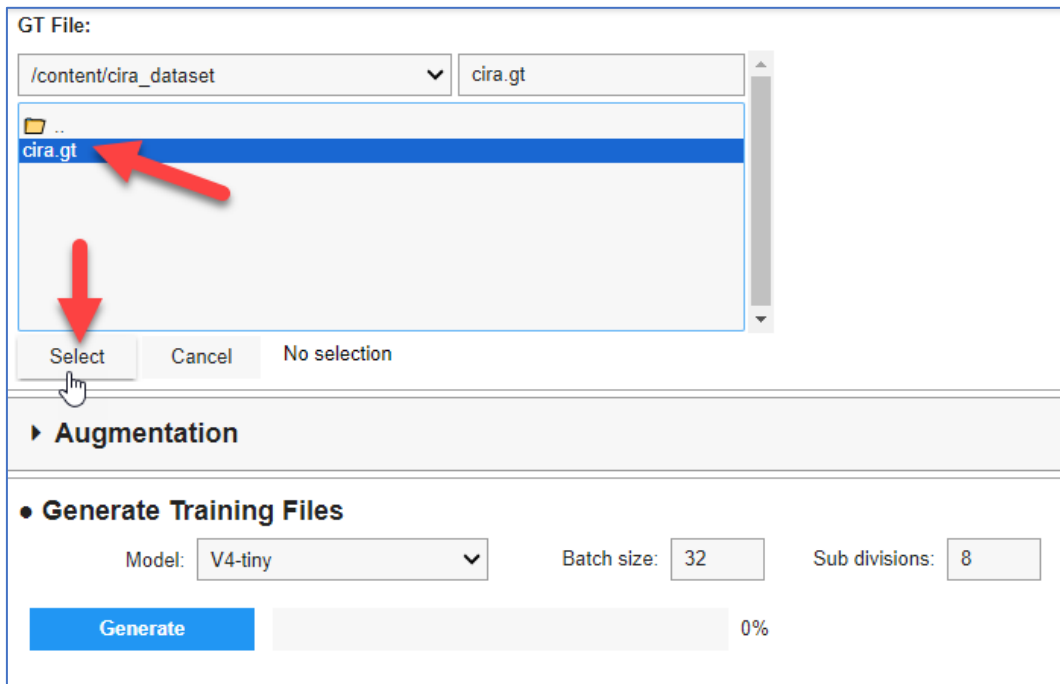 GT File:
/content/cira_dataset cira.gt
..
cira.gt
Select Cancel No selection
Augmentation
Generate Training Files
Model: V4-tiny Batch size: 32 Sub divisions: 8
Generate 0%